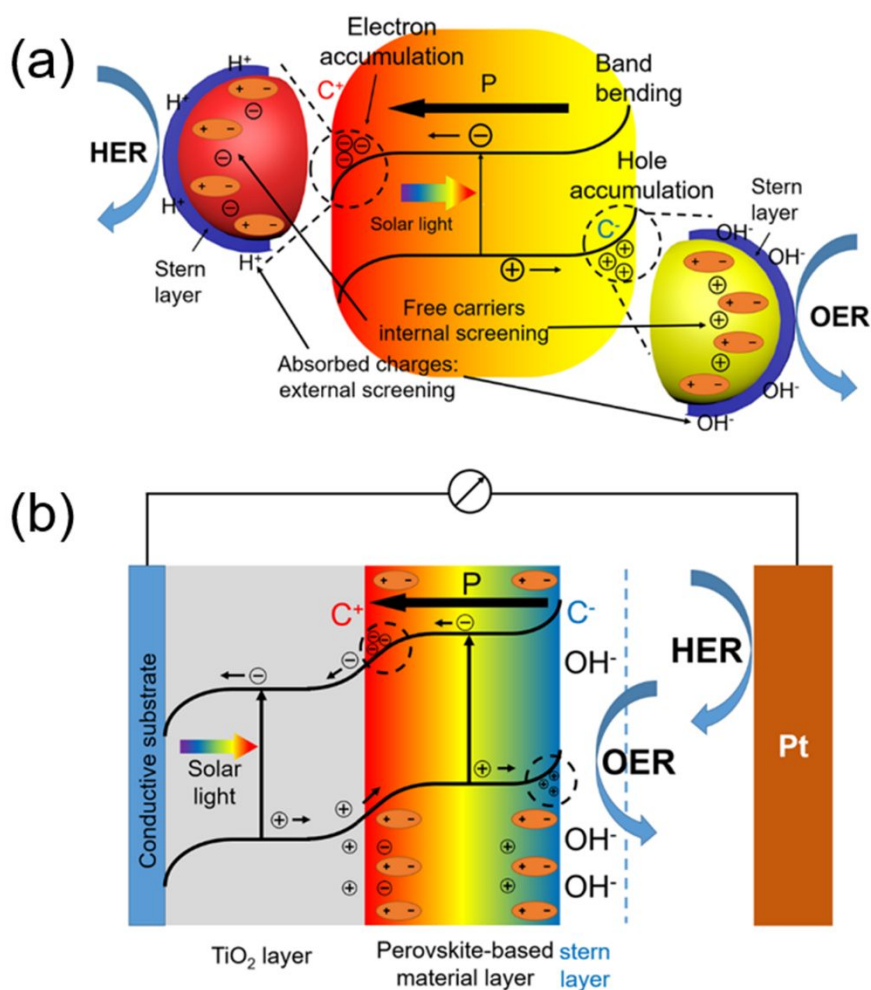 (a)
Electron
accumulation
H⁺
H⁺
H⁺
H⁺
H⁺
C⁺
P
Band
bending
HER
Solar light
Hole
accumulation
C⁻
Stern
layer
Stern
layer
OH⁻
OH⁻
OH⁻
OH⁻
OER
Free carriers
internal screening
Absorbed charges:
external screening
(b)
Conductive substrate
Solar
light
C⁺
P
C⁻
OH⁻
OH⁻
OH⁻
HER
OER
Pt
TiO₂ layer
Perovskite-based
material layer
stern
layer